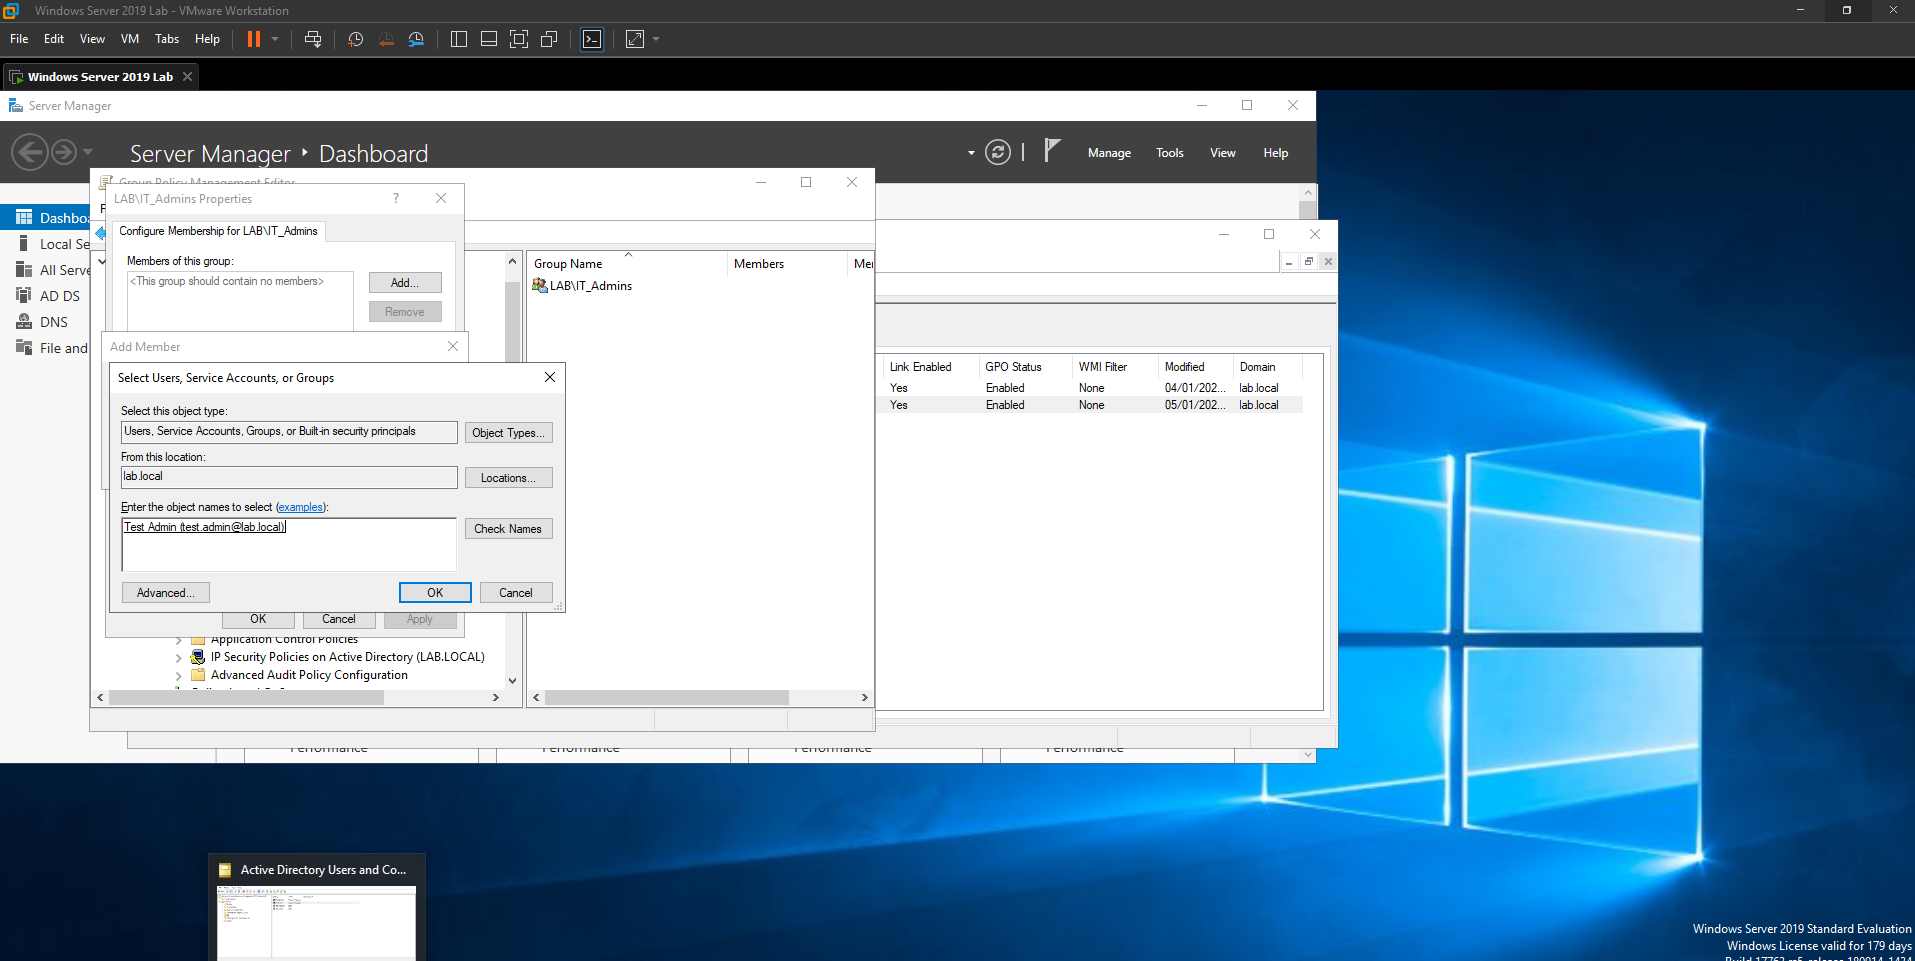 Windows Server 2019 Lab - VMware Workstation
File Edit View VM Tabs Help
Windows Server 2019 Lab
Server Manager
Server Manager ‣ Dashboard
Manage Tools View Help
Group Policy Management Editor
LAB\IT_Admins Properties
?
F
Dashbo
Local Se
All Serve
AD DS
DNS
File and
Configure Membership for LAB\IT_Admins
Members of this group:
<This group should contain no members>
Add...
Remove
Group Name Members Mer
LAB\IT_Admins
Add Member
Select Users, Service Accounts, or Groups
Select this object type:
Users, Service Accounts, Groups, or Built-in security principals
Object Types...
From this location:
lab.local
Locations...
Enter the object names to select (examples):
Test Admin (test.admin@lab.local)
Check Names
Advanced...
OK
Cancel
OK
Cancel
Apply
Application Control Policies
IP Security Policies on Active Directory (LAB.LOCAL)
Advanced Audit Policy Configuration
Link Enabled GPO Status WMI Filter Modified Domain
Yes Enabled None 04/01/202... lab.local
Yes Enabled None 05/01/202... lab.local
Performance Performance Performance Performance
Active Directory Users and Co...
Windows Server 2019 Standard Evaluation
Windows License valid for 179 days
Build 17763.rs5_release.180914-1434